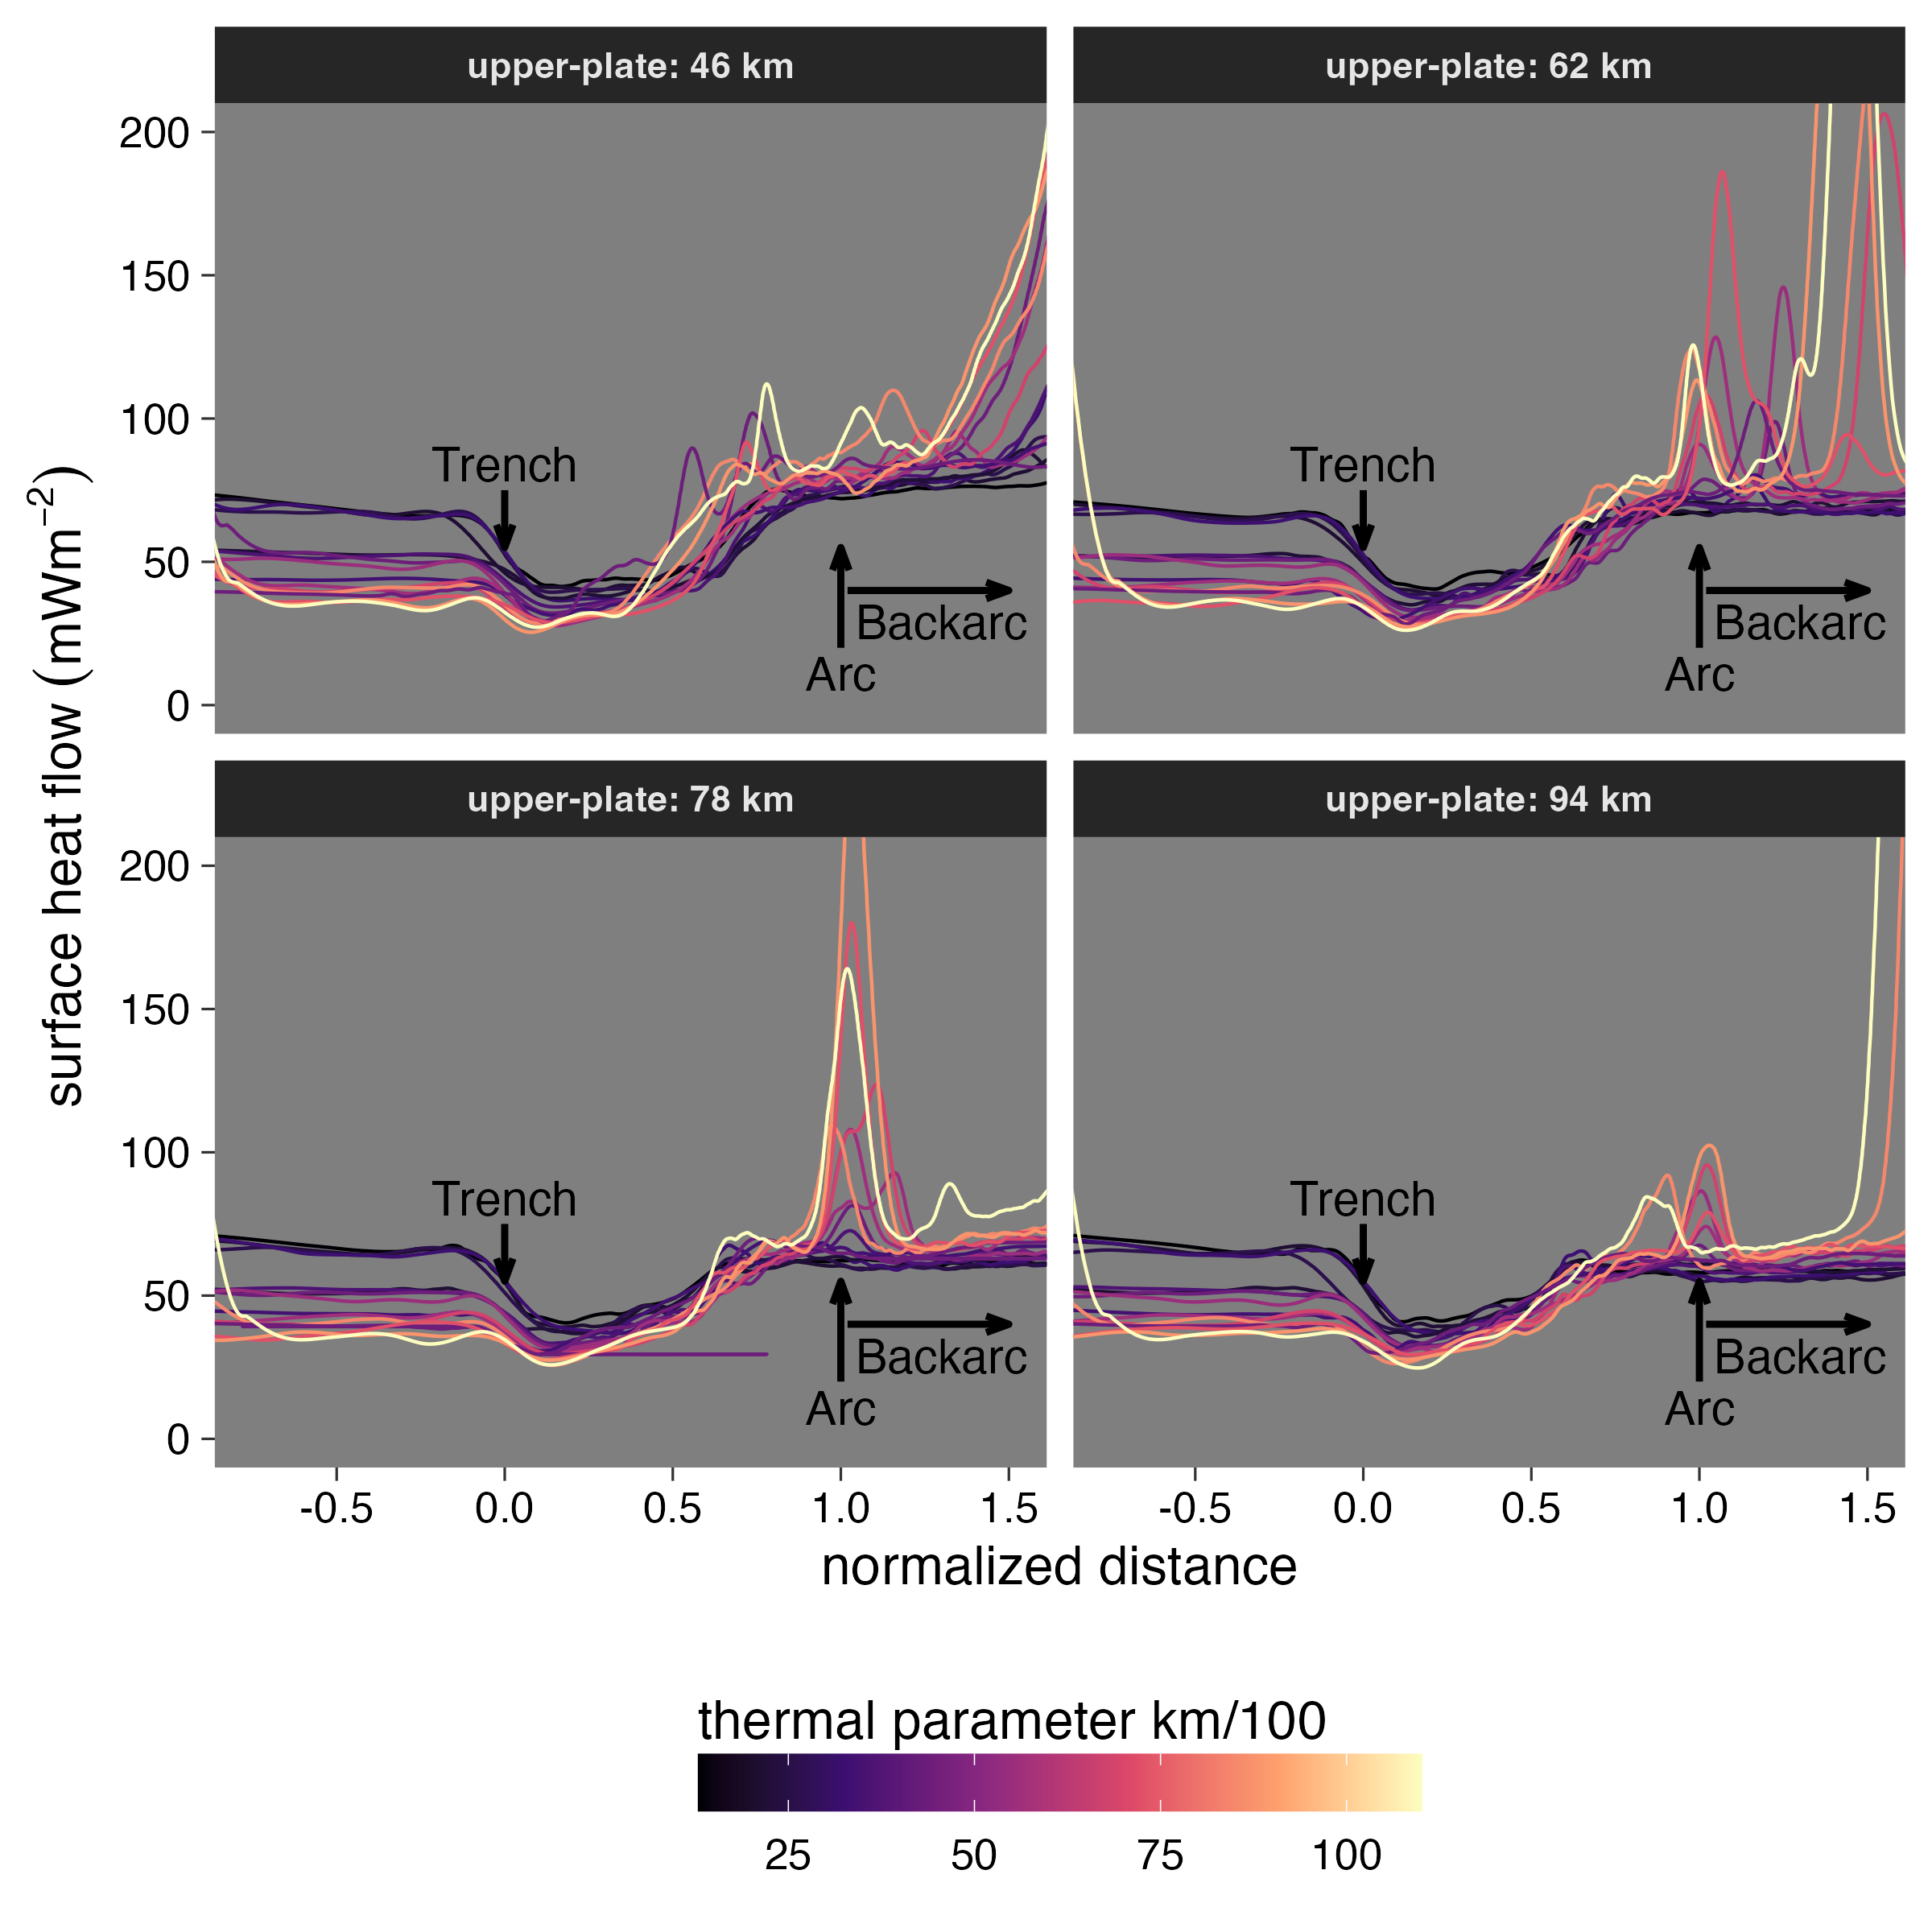 upper-plate: 46 km
upper-plate: 62 km
surface heat flow (mWm−2)
200
150
100
50
0
Trench
Backarc
Arc
Trench
Backarc
Arc
upper-plate: 78 km
upper-plate: 94 km
200
150
100
50
0
Trench
Backarc
Arc
Trench
Backarc
Arc
-0.5 0.0 0.5 1.0 1.5
-0.5 0.0 0.5 1.0 1.5
normalized distance
thermal parameter km/100
25 50 75 100